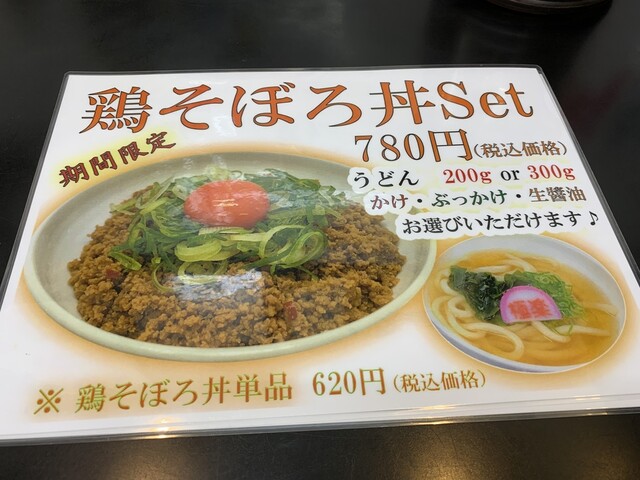 鶏そぼろ丼Set
期間限定
780円(税込価格)
うどん 200g or 300g
かけ・ぶっかけ・生醬油
お選びいただけます♪
※ 鶏そぼろ丼単品 620円(税込価格)